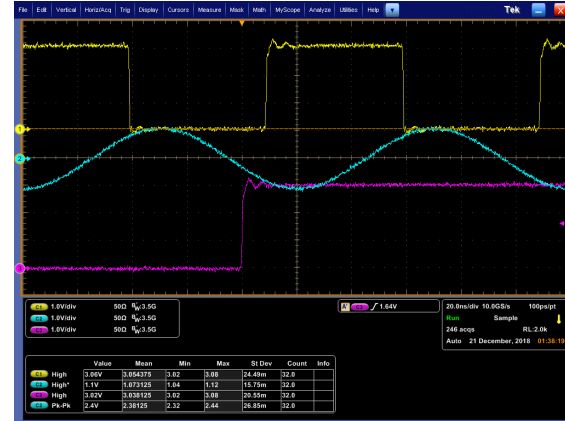 File Edit Vertical Horiz/Acq Trig Display Cursors Measure Mask Math MyScope Analyze Utilities Help Tek
C1 1.0V/div 50Ω BW:3.5G
C2 1.0V/div 50Ω BW:3.5G
C3 1.0V/div 50Ω BW:3.5G
A' C3 1.64V
20.0ns/div 10.0GS/s 100ps/pt
Run Sample
246 acqs RL:2.0k
Auto 21 December, 2018 01:38:19
Value Mean Min Max St Dev Count Info
C1 High 3.06V 3.054375 3.02 3.08 24.49m 32.0
C2 High* 1.1V 1.073125 1.04 1.12 15.75m 32.0
C3 High 3.02V 3.038125 3.02 3.08 20.55m 32.0
C2 Pk-Pk 2.4V 2.38125 2.32 2.44 26.85m 32.0
1
2
3